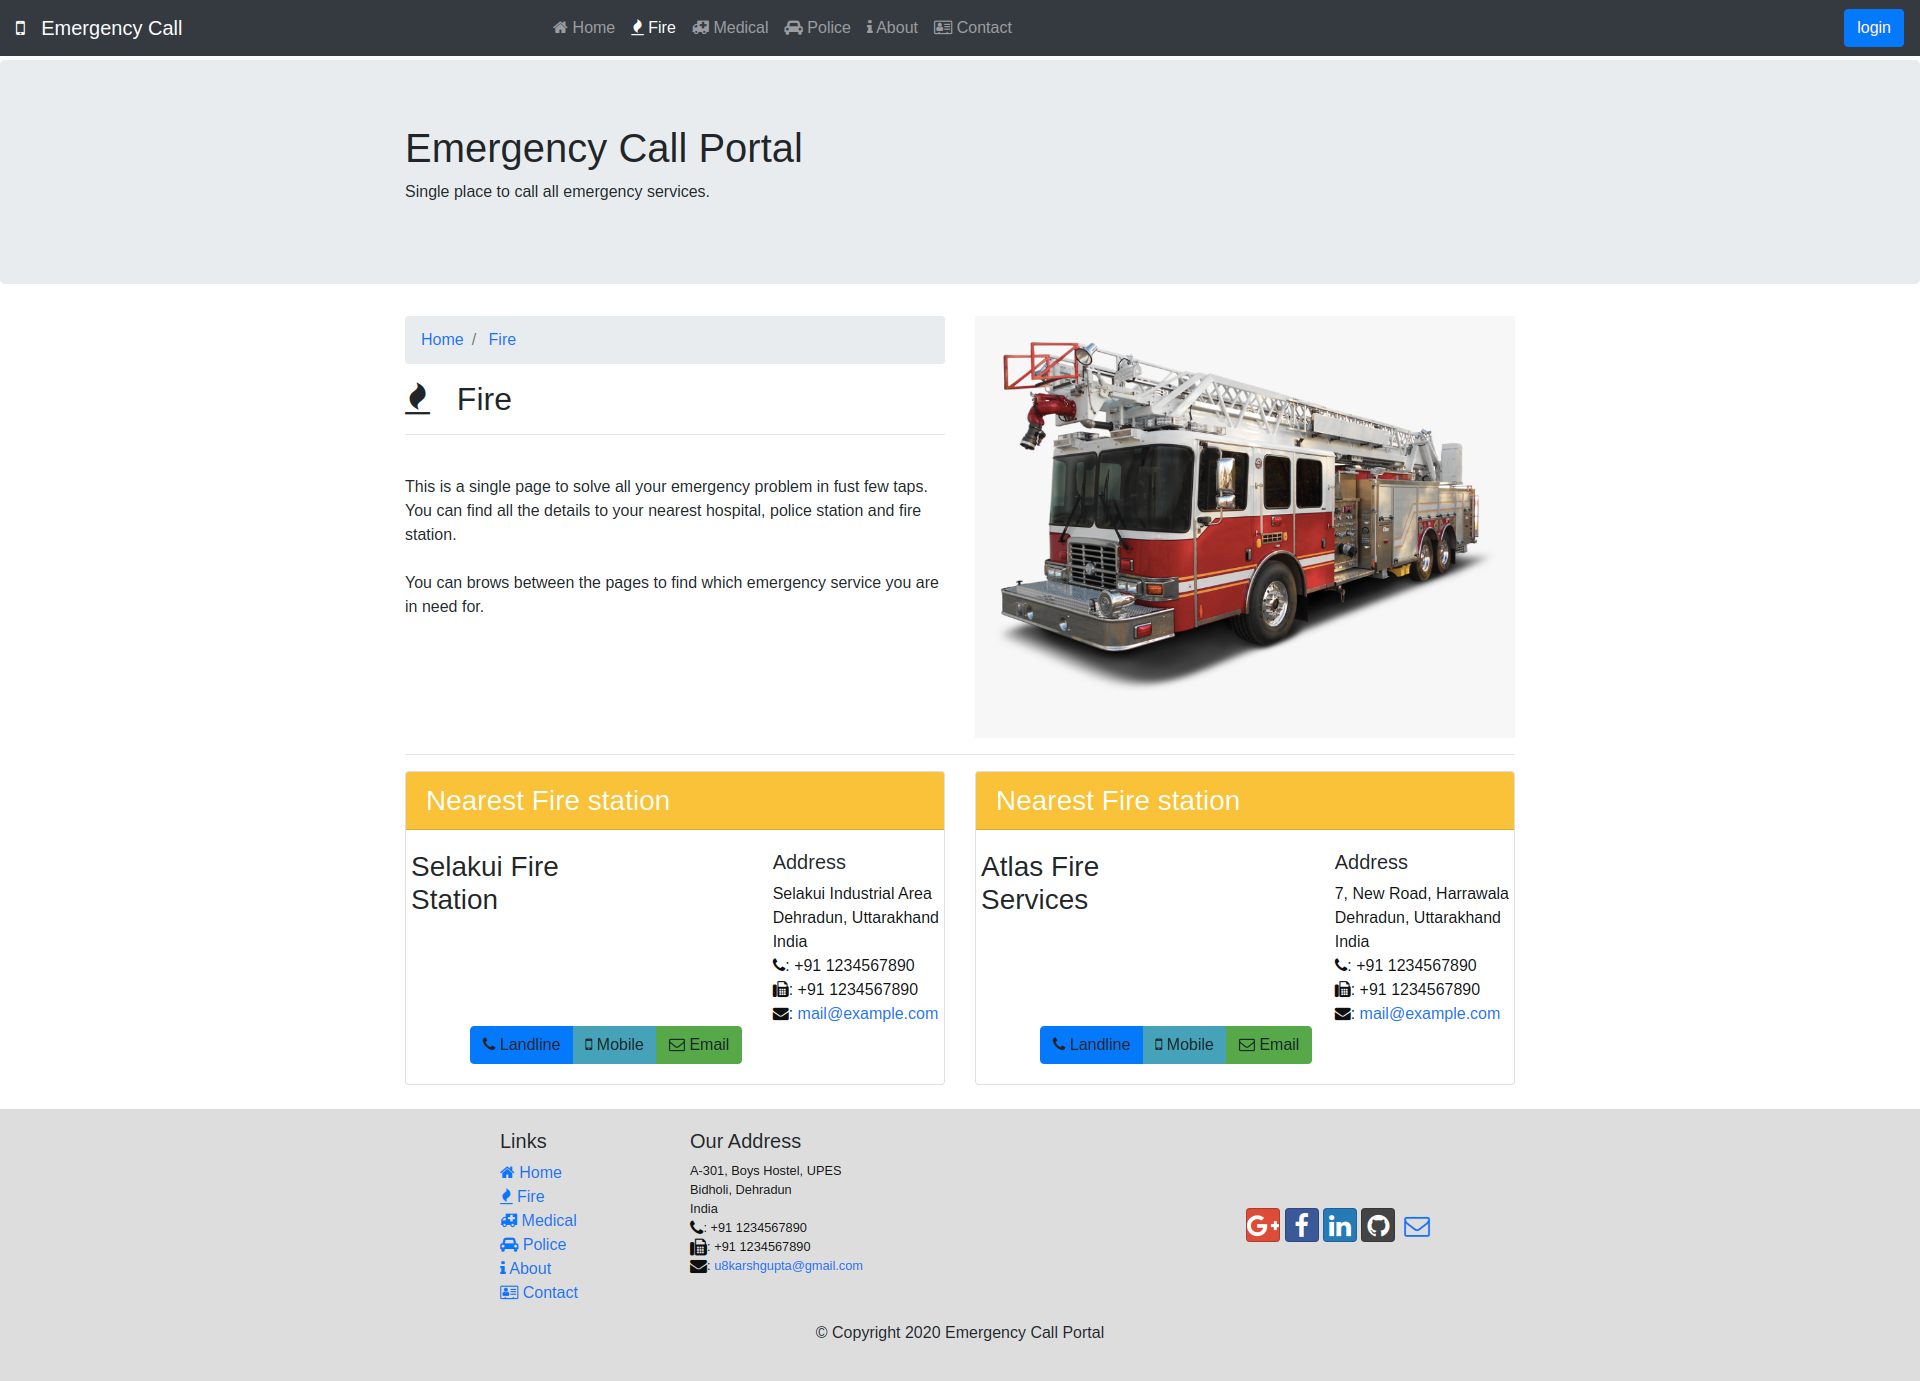 Emergency Call
Home Fire Medical Police About Contact
login
Emergency Call Portal
Single place to call all emergency services.
Home / Fire
Fire
This is a single page to solve all your emergency problem in fust few taps.
You can find all the details to your nearest hospital, police station and fire
station.
You can brows between the pages to find which emergency service you are
in need for.
Nearest Fire station
Selakui Fire
Station
Address
Selakui Industrial Area
Dehradun, Uttarakhand
India
: +91 1234567890
: +91 1234567890
: mail@example.com
Landline Mobile Email
Nearest Fire station
Atlas Fire
Services
Address
7, New Road, Harrawala
Dehradun, Uttarakhand
India
: +91 1234567890
: +91 1234567890
: mail@example.com
Landline Mobile Email
Links
Home
Fire
Medical
Police
About
Contact
Our Address
A-301, Boys Hostel, UPES
Bidholi, Dehradun
India
: +91 1234567890
: +91 1234567890
: u8karshgupta@gmail.com
© Copyright 2020 Emergency Call Portal